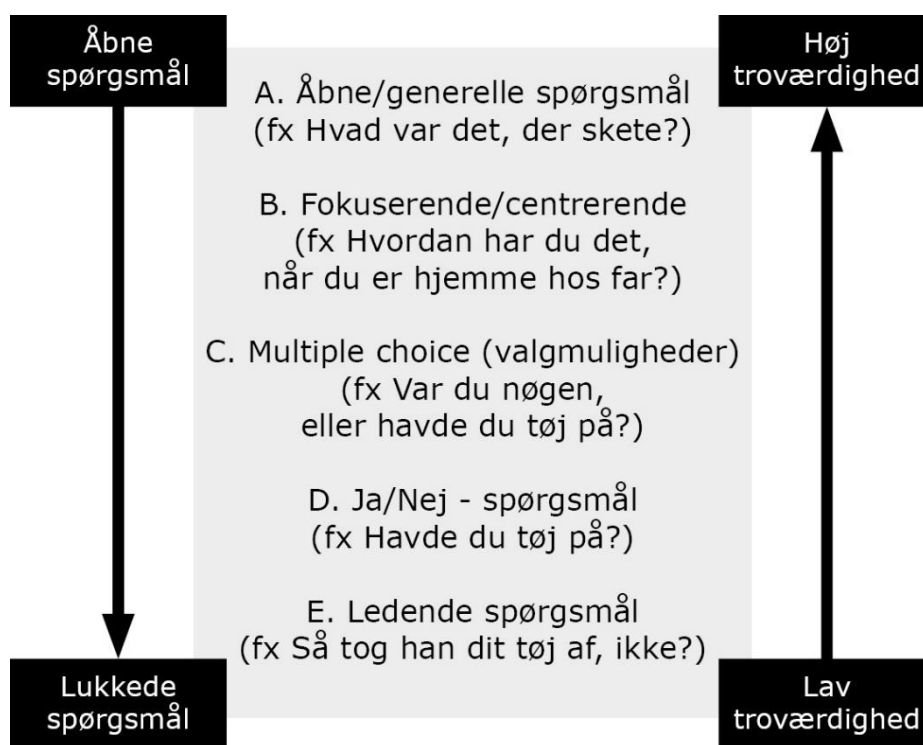 Åbne
spørgsmål
Høj
troværdighed
A. Åbne/generelle spørgsmål
(fx Hvad var det, der skete?)
B. Fokuserende/centrerende
(fx Hvordan har du det,
når du er hjemme hos far?)
C. Multiple choice (valgmuligheder)
(fx Var du nøgen,
eller havde du tøj på?)
D. Ja/Nej - spørgsmål
(fx Havde du tøj på?)
E. Ledende spørgsmål
(fx Så tog han dit tøj af, ikke?)
Lukkede
spørgsmål
Lav
troværdighed